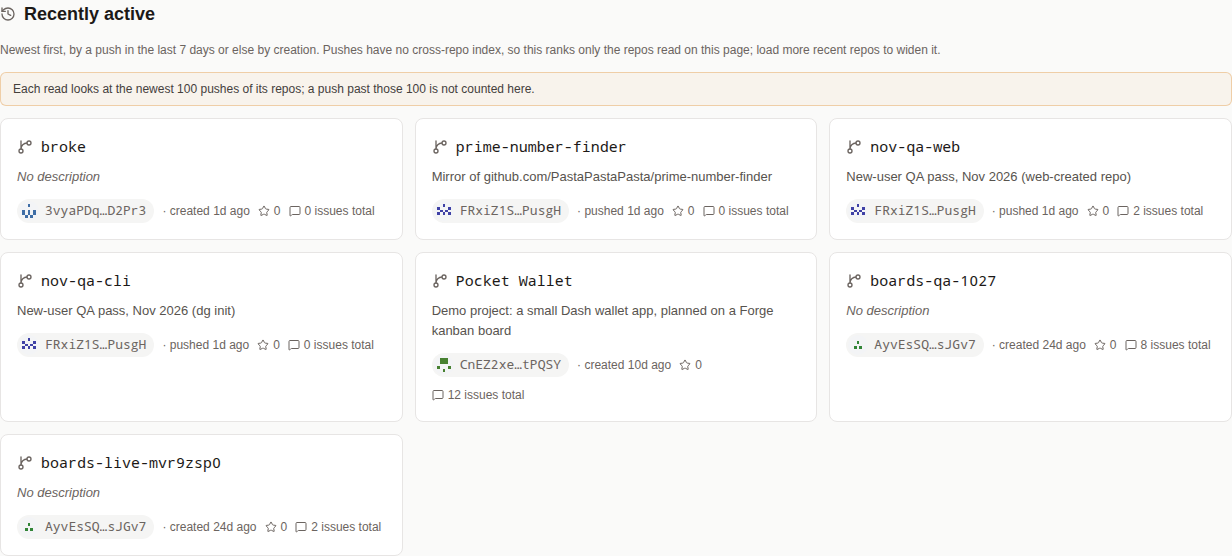 Recently active
Newest first, by a push in the last 7 days or else by creation. Pushes have no cross-repo index, so this ranks only the repos read on this page; load more recent repos to widen it.
Each read looks at the newest 100 pushes of its repos; a push past those 100 is not counted here.
broke
No description
3vyaPDq…D2Pr3 · created 1d ago 0 0 issues total
prime-number-finder
Mirror of github.com/PastaPastaPasta/prime-number-finder
FRxiZ1S…PusgH · pushed 1d ago 0 0 issues total
nov-qa-web
New-user QA pass, Nov 2026 (web-created repo)
FRxiZ1S…PusgH · pushed 1d ago 0 2 issues total
nov-qa-cli
New-user QA pass, Nov 2026 (dg init)
FRxiZ1S…PusgH · pushed 1d ago 0 0 issues total
Pocket Wallet
Demo project: a small Dash wallet app, planned on a Forge
kanban board
CnEZ2xe…tPQSY · created 10d ago 0
12 issues total
boards-qa-1027
No description
AyvEsSQ…sJGv7 · created 24d ago 0 8 issues total
boards-live-mvr9zsp0
No description
AyvEsSQ…sJGv7 · created 24d ago 0 2 issues total